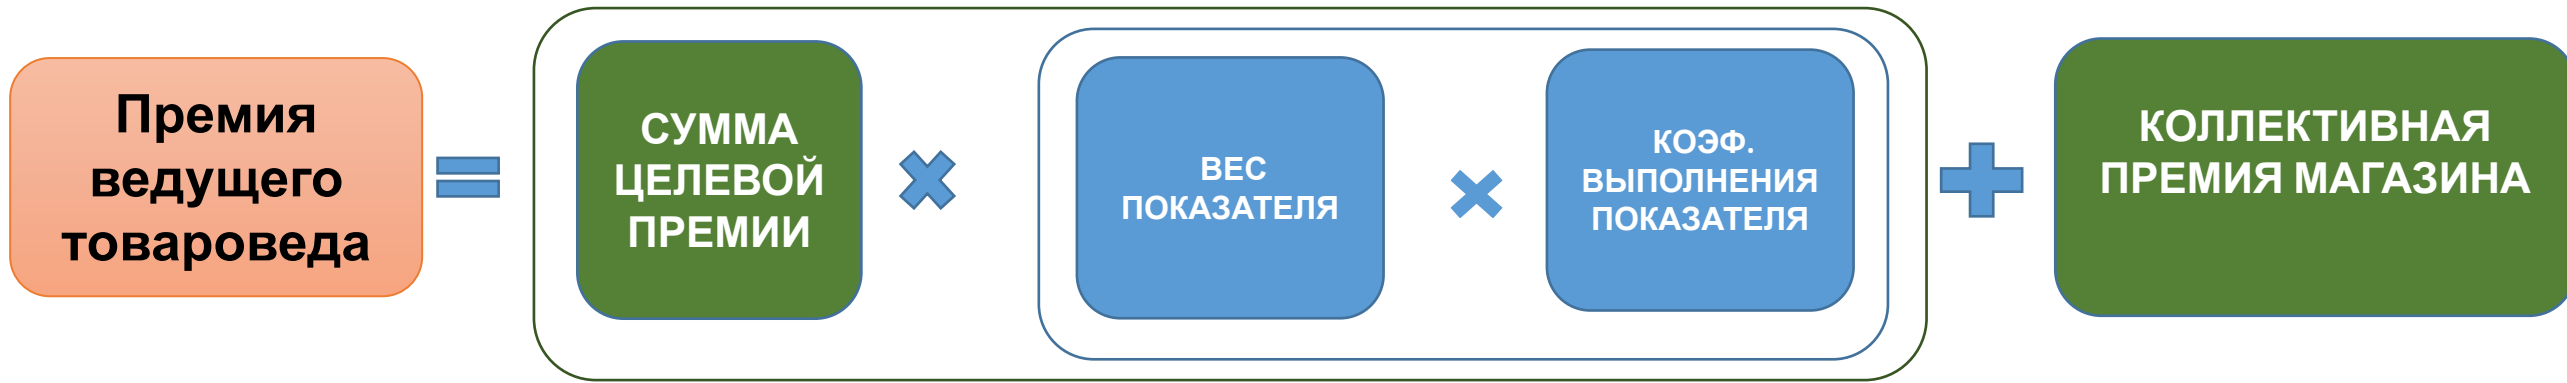 Премия
ведущего
товароведа
СУММА
ЦЕЛЕВОЙ
ПРЕМИИ
ВЕС
ПОКАЗАТЕЛЯ
КОЭФ.
ВЫПОЛНЕНИЯ
ПОКАЗАТЕЛЯ
КОЛЛЕКТИВНАЯ
ПРЕМИЯ МАГАЗИНА